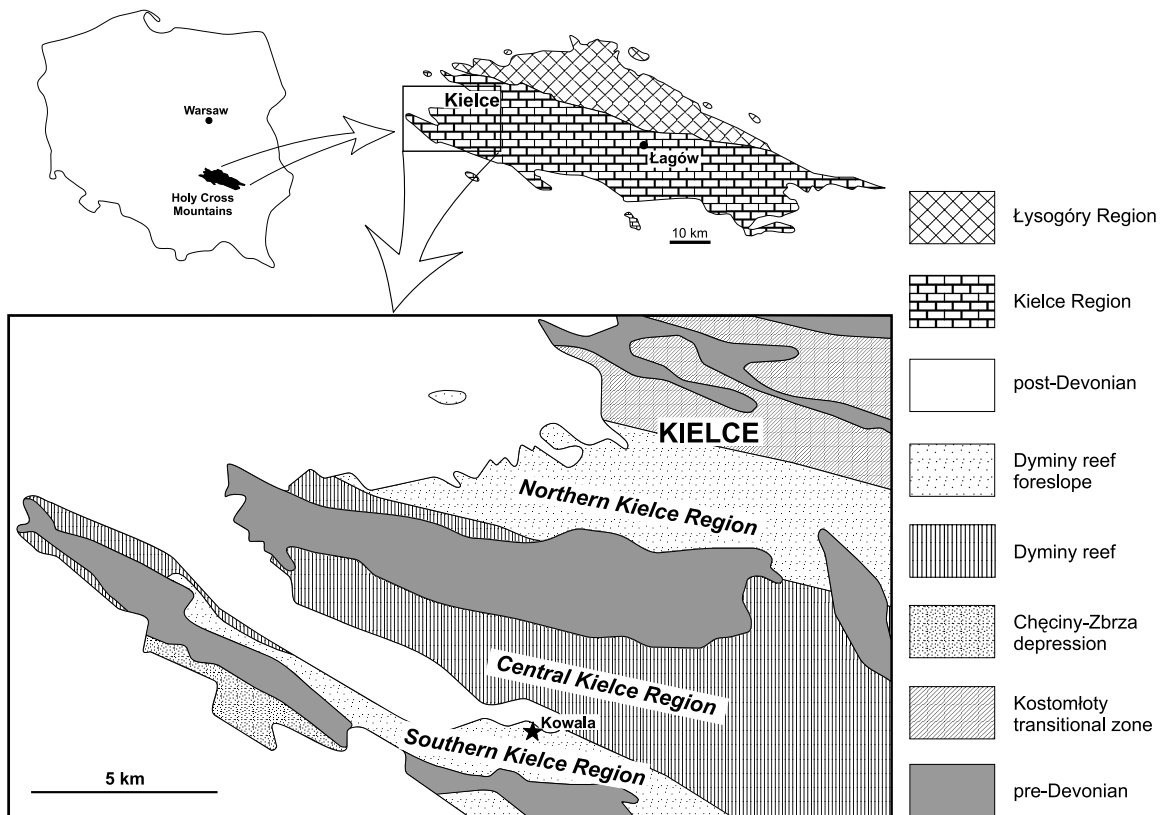 Warsaw
Holy Cross
Mountains
Kielce
Łagów
10 km
Łysogóry Region
Kielce Region
post-Devonian
Dyminy reef
foreslope
Dyminy reef
Chęciny-Zbrza
depression
Kostomłoty
transitional zone
pre-Devonian
KIELCE
Northern Kielce Region
Central Kielce Region
Kowala
Southern Kielce Region
5 km